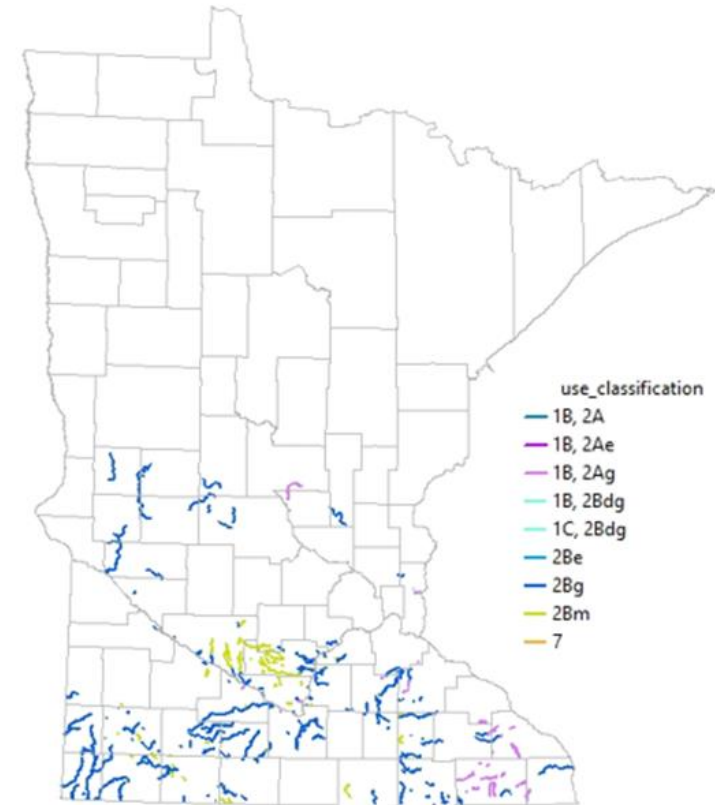 use_classification
1B, 2A
1B, 2Ae
1B, 2Ag
1B, 2Bdg
1C, 2Bdg
2Be
2Bg
2Bm
7